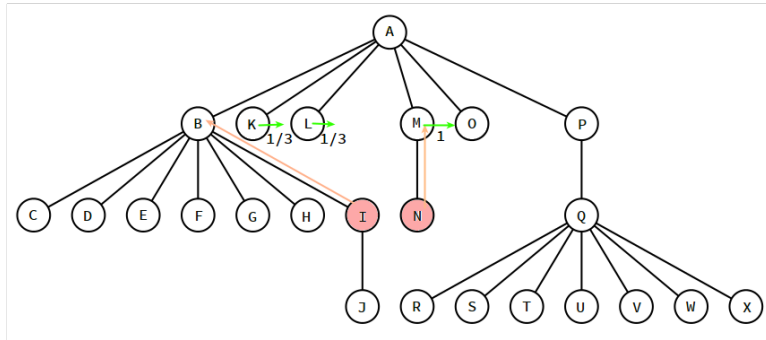 A
B K L M O P
1/3 1/3 1
C D E F G H I N Q
J R S T U V W X